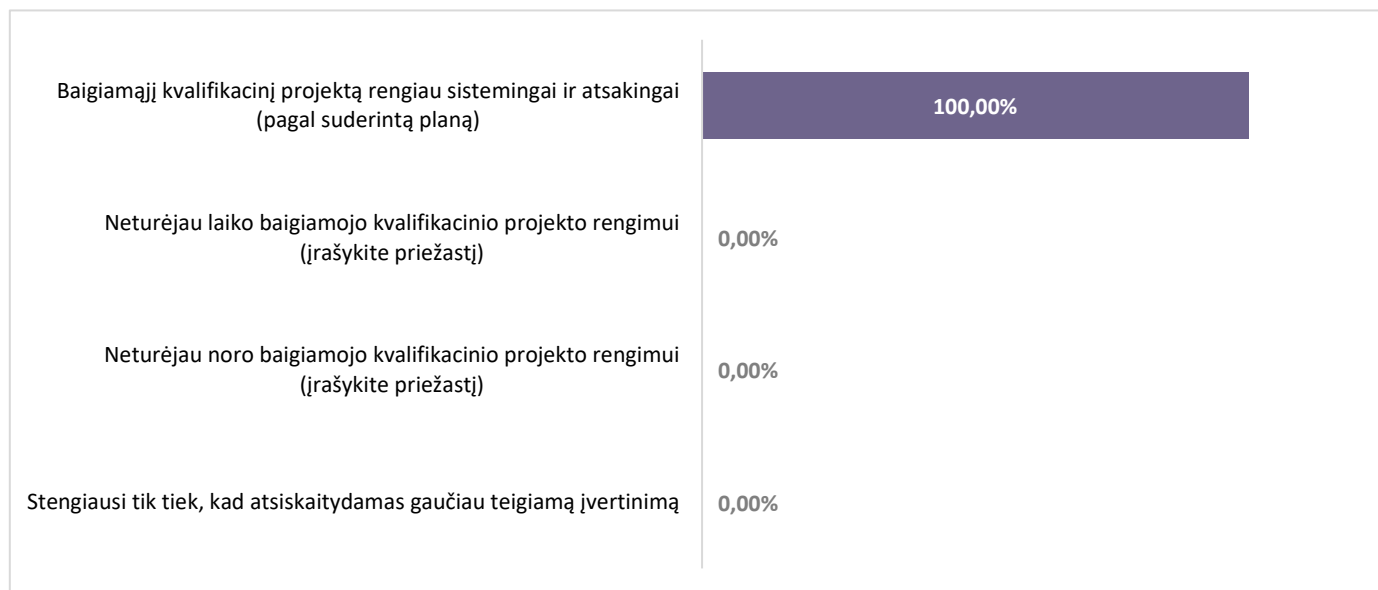 Baigiamąjį kvalifikacinį projektą rengiau sistemingai ir atsakingai
(pagal suderintą planą)
100,00%
Neturėjau laiko baigiamojo kvalifikacinio projekto rengimui
(įrašykite priežastį)
0,00%
Neturėjau noro baigiamojo kvalifikacinio projekto rengimui
(įrašykite priežastį)
0,00%
Stengiausi tik tiek, kad atsiskaitydamas gaučiau teigiamą įvertinimą
0,00%